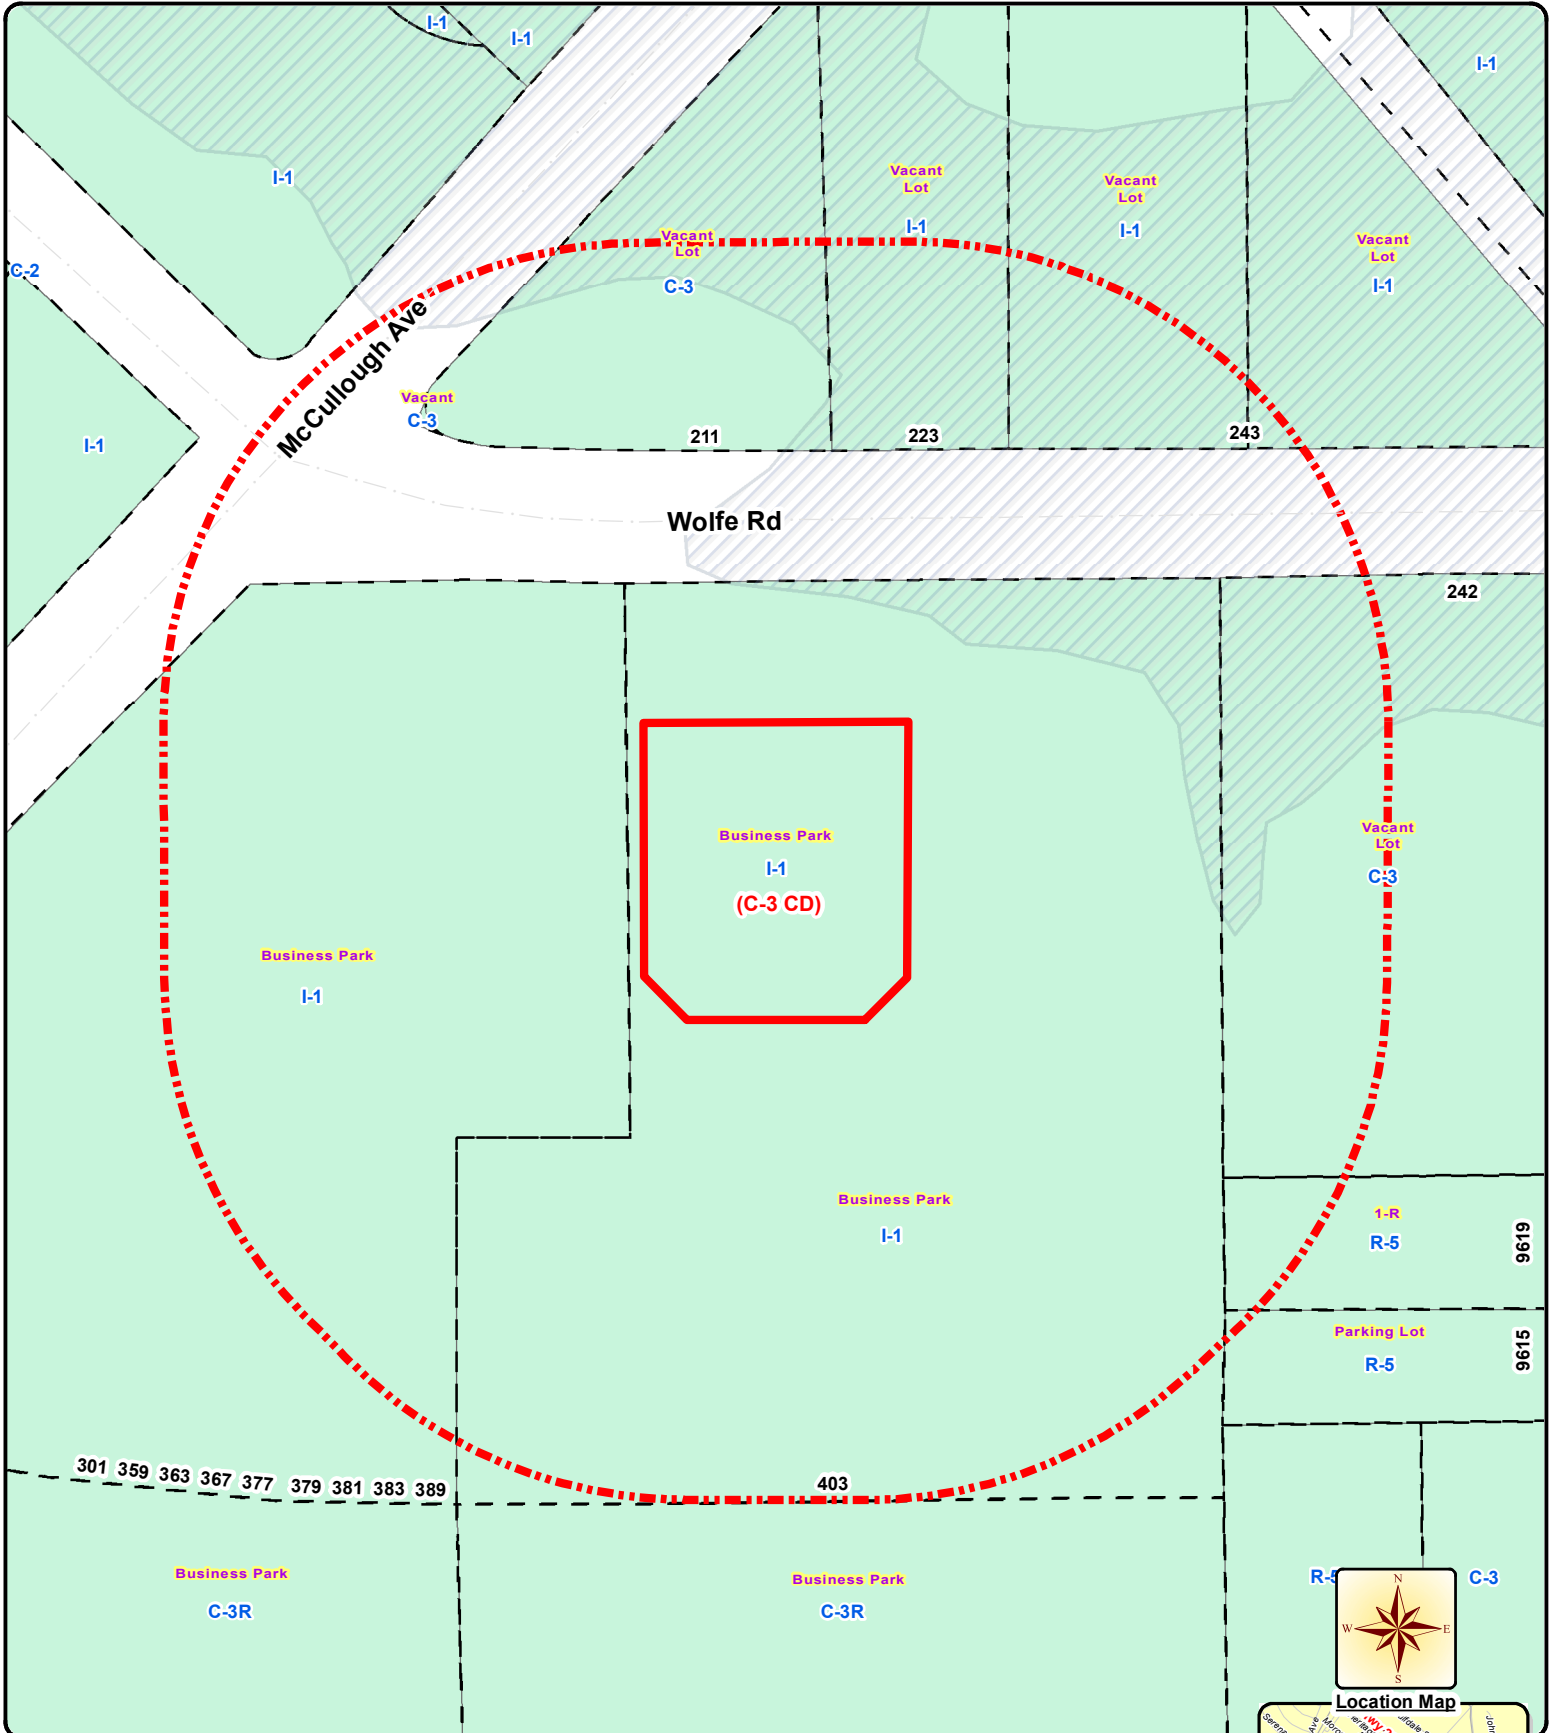 I-1
I-1
I-1
I-1
Vacant
Lot
I-1
Vacant
Lot
I-1
Vacant
Lot
C-3
Vacant
Lot
I-1
C-2
McCullough Ave
Vacant
C-3
I-1
211
223
243
Wolfe Rd
242
Business Park
I-1
(C-3 CD)
Vacant
Lot
C-3
Business Park
I-1
Business Park
I-1
1-R
R-5
9619
Parking Lot
R-5
9615
301 359 363 367 377 379 381 383 389
403
Business Park
C-3R
Business Park
C-3R
R-5
C-3
N
W E
S
Location Map